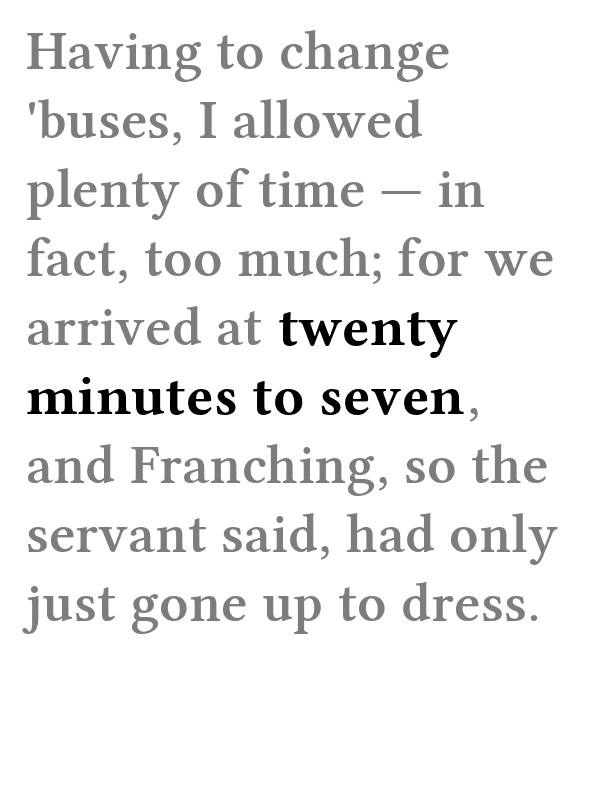 Having to change
'buses, I allowed
plenty of time — in
fact, too much; for we
arrived at twenty
minutes to seven,
and Franching, so the
servant said, had only
just gone up to dress.